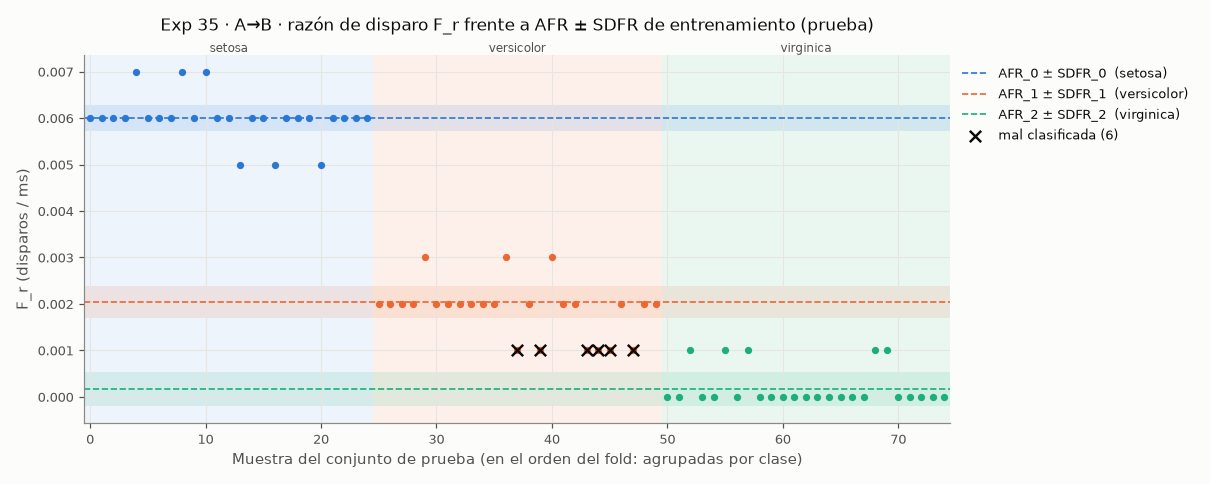 Exp 35 · A→B · razón de disparo F_r frente a AFR ± SDFR de entrenamiento (prueba)
setosa
versicolor
virginica
0.007
0.006
0.005
0.004
0.003
0.002
0.001
0.000
F_r (disparos / ms)
0
10
20
30
40
50
60
70
Muestra del conjunto de prueba (en el orden del fold: agrupadas por clase)
AFR_0 ± SDFR_0 (setosa)
AFR_1 ± SDFR_1 (versicolor)
AFR_2 ± SDFR_2 (virginica)
mal clasificada (6)